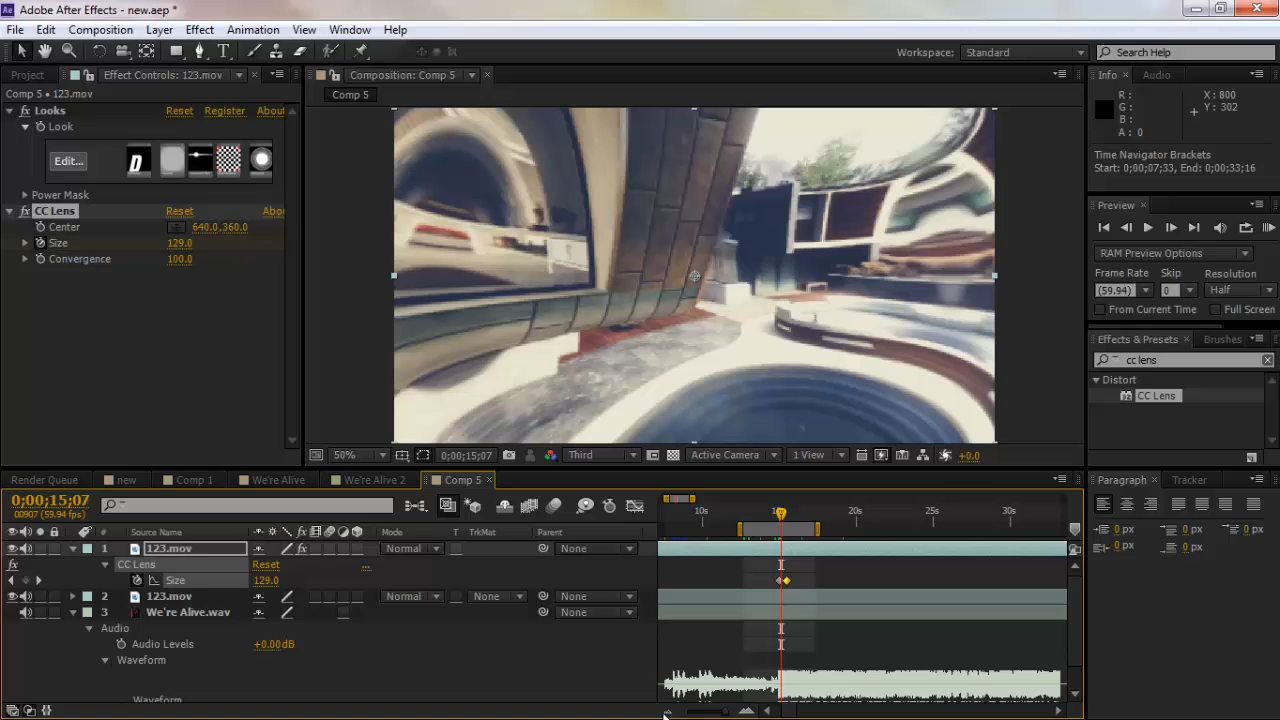 Adobe After Effects - new.aep *
File Edit Composition Layer Effect Animation View Window Help
Workspace: Standard Search Help
Project Effect Controls: 123.mov Composition: Comp 5 Info Audio
Comp 5 • 123.mov Comp 5
fx Looks Reset Register About
Look
Edit...
Power Mask
fx CC Lens Reset Abo
Center 640.0,360.0
Size 129.0
Convergence 100.0
R :
G :
B :
A : 0
X : 800
Y : 302
Time Navigator Brackets
Start: 0;00;07;33, End: 0;00;33;16
Preview
RAM Preview Options
Frame Rate Skip Resolution
(59.94) 0 Half
From Current Time Full Screen
Effects & Presets Brushes
cc lens
Distort
CC Lens
50% 0;00;15;07 Third Active Camera 1 View +0.0
Render Queue new Comp 1 We're Alive We're Alive 2 Comp 5
Paragraph Tracker
0 px 0 px 0 px
0 px 0 px
0;00;15;07
00907 (59.94 fps)
10s 20s 25s 30s
# Source Name Mode T TrkMat Parent
1 123.mov Normal None
fx CC Lens Reset ...
Size 129.0
2 123.mov Normal None None
3 We're Alive.wav None
Audio
Audio Levels +0.00dB
Waveform
Waveform